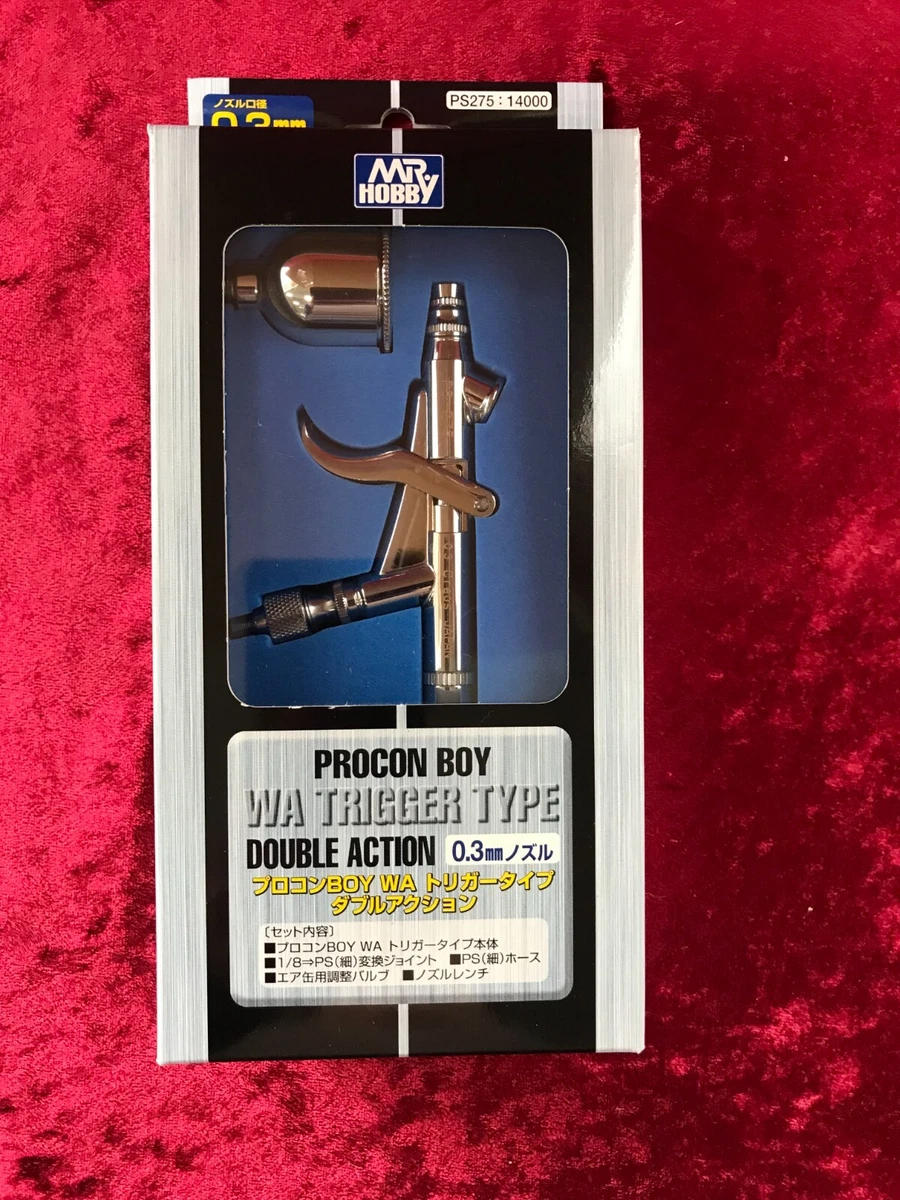 ノズル口径
0.3mm
PS275:14000
MR.
HOBBY
PROCON BOY
WA TRIGGER TYPE
DOUBLE ACTION 0.3mmノズル
プロコンBOY WA トリガータイプ
ダブルアクション
〔セット内容〕
■プロコンBOY WA トリガータイプ本体
■1/8⇒PS(細)変換ジョイント ■PS(細)ホース
■エア缶用調整バルブ ■ノズルレンチ